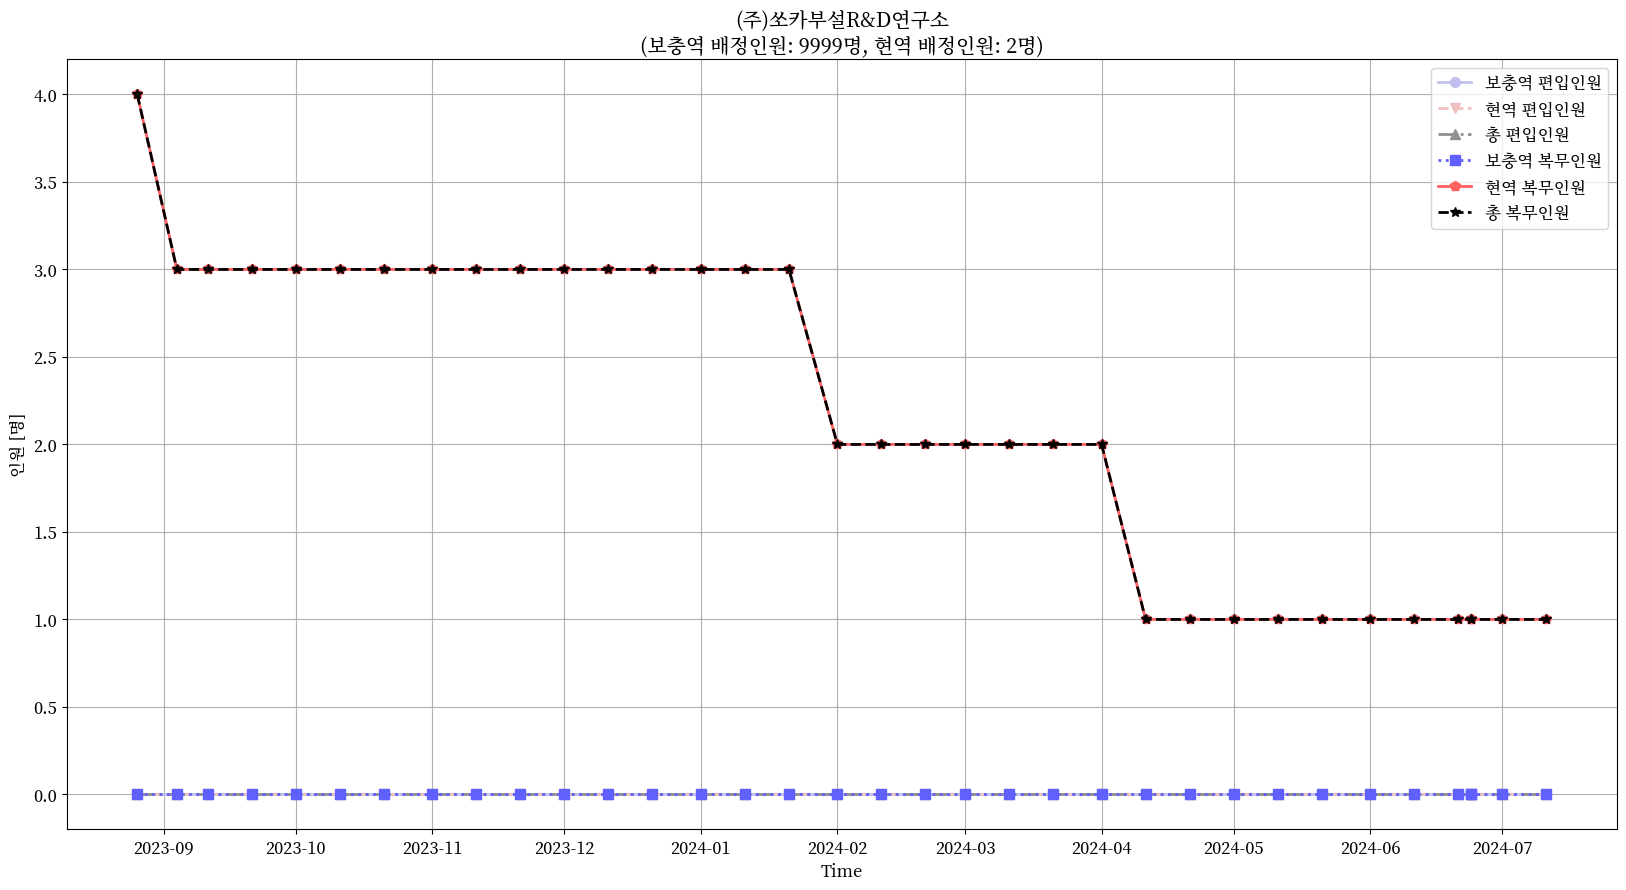 (주)쏘카부설R&D연구소
(보충역 배정인원: 9999명, 현역 배정인원: 2명)
보충역 편입인원
현역 편입인원
총 편입인원
보충역 복무인원
현역 복무인원
총 복무인원
인원 [명]
4.0
3.5
3.0
2.5
2.0
1.5
1.0
0.5
0.0
2023-09 2023-10 2023-11 2023-12 2024-01 2024-02 2024-03 2024-04 2024-05 2024-06 2024-07
Time